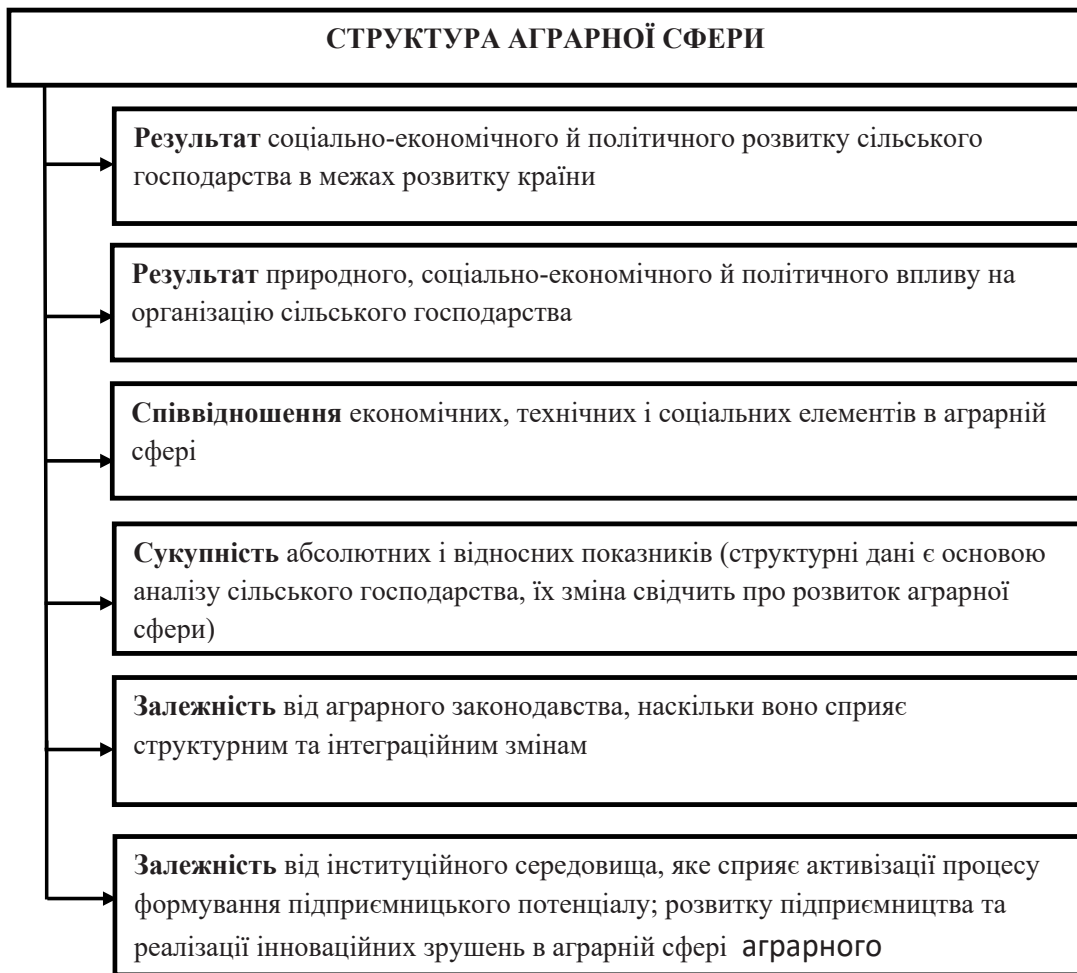 СТРУКТУРА АГРАРНОЇ СФЕРИ
Результат соціально-економічного й політичного розвитку сільського
господарства в межах розвитку країни
Результат природного, соціально-економічного й політичного впливу на
організацію сільського господарства
Співвідношення економічних, технічних і соціальних елементів в аграрній
сфері
Сукупність абсолютних і відносних показників (структурні дані є основою
аналізу сільського господарства, їх зміна свідчить про розвиток аграрної
сфери)
Залежність від аграрного законодавства, наскільки воно сприяє
структурним та інтеграційним змінам
Залежність від інституційного середовища, яке сприяє активізації процесу
формування підприємницького потенціалу; розвитку підприємництва та
реалізації інноваційних зрушень в аграрній сфері аграрного